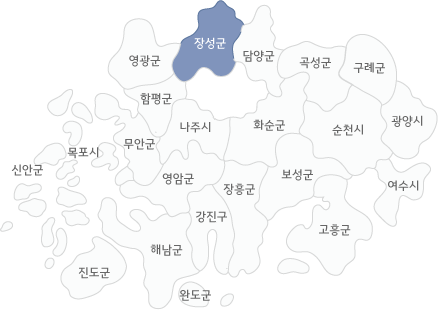 장성군
영광군
담양군
곡성군
구례군
함평군
나주시
화순군
순천시
광양시
신안군
목포시
무안군
영암군
장흥군
보성군
여수시
강진구
고흥군
해남군
진도군
완도군